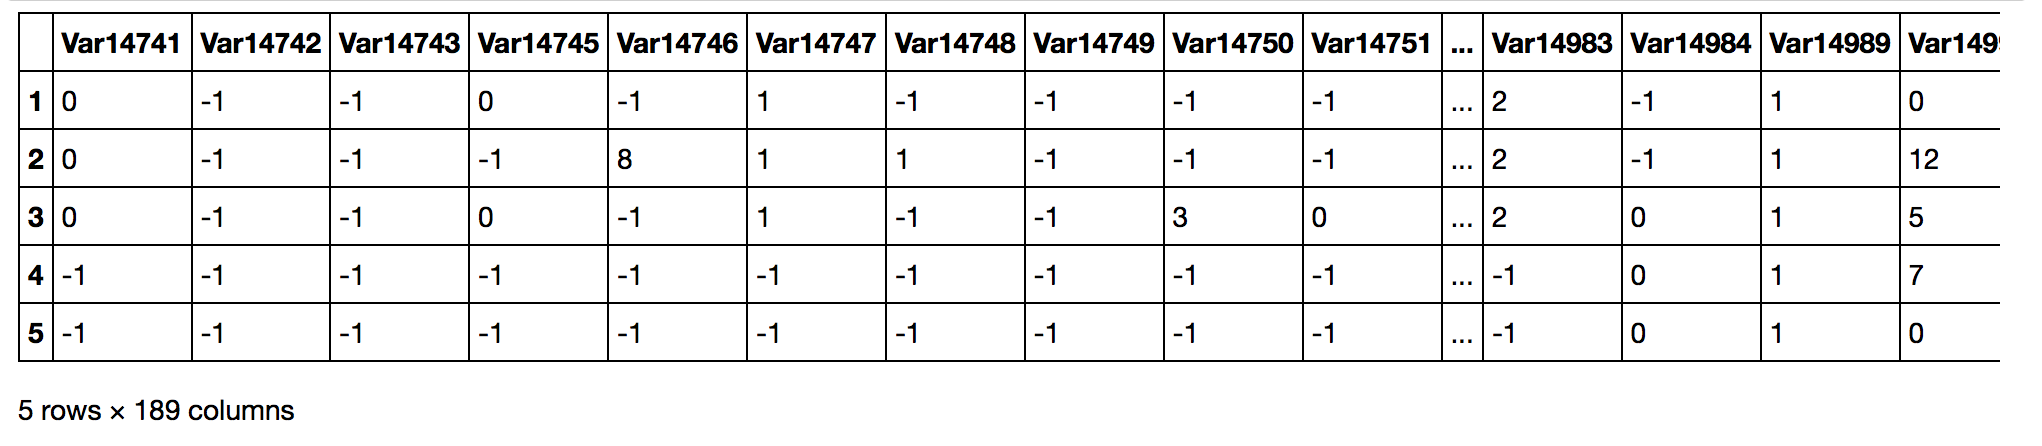 Var14741 Var14742 Var14743 Var14745 Var14746 Var14747 Var14748 Var14749 Var14750 Var14751 ... Var14983 Var14984 Var14989
1 0 -1 -1 0 -1 1 -1 -1 -1 -1 ... 2 -1 1 0
2 0 -1 -1 -1 8 1 1 -1 -1 -1 ... 2 -1 1 12
3 0 -1 -1 0 -1 1 -1 -1 3 0 ... 2 0 1 5
4 -1 -1 -1 -1 -1 -1 -1 -1 -1 -1 ... -1 0 1 7
5 -1 -1 -1 -1 -1 -1 -1 -1 -1 -1 ... -1 0 1 0
5 rows × 189 columns